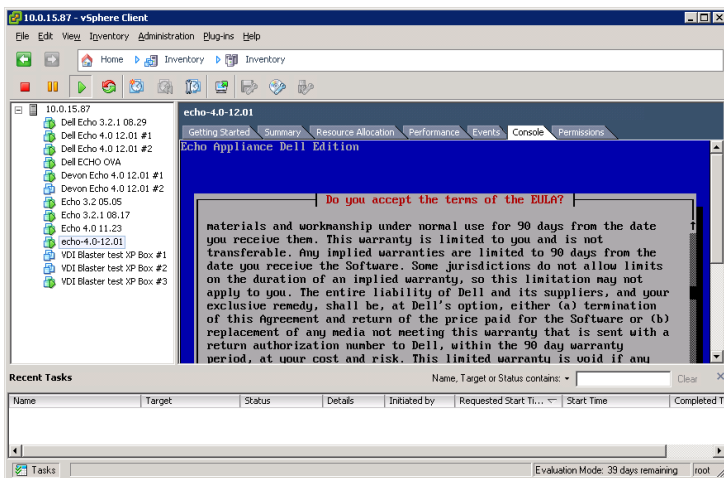 10.0.15.87 - vSphere Client
File Edit View Inventory Administration Plug-ins Help
Home Inventory Inventory
10.0.15.87
Dell Echo 3.2.1 08.29
Dell Echo 4.0 12.01 #1
Dell Echo 4.0 12.01 #2
Dell ECHO OVA
Devon Echo 4.0 12.01 #1
Devon Echo 4.0 12.01 #2
Echo 3.2 05.05
Echo 3.2.1 08.17
Echo 4.0 11.23
echo-4.0-12.01
VDI Blaster test XP Box #1
VDI Blaster test XP Box #2
VDI Blaster test XP Box #3
echo-4.0-12.01
Getting Started Summary Resource Allocation Performance Events Console Permissions
Echo Appliance Dell Edition
Do you accept the terms of the EULA?
materials and workmanship under normal use for 90 days from the date
you receive them. This warranty is limited to you and is not
transferable. Any implied warranties are limited to 90 days from the
date you receive the Software. Some jurisdictions do not allow limits
on the duration of an implied warranty, so this limitation may not
apply to you. The entire liability of Dell and its suppliers, and your
exclusive remedy, shall be, at Dell's option, either (a) termination
of this Agreement and return of the price paid for the Software or (b)
replacement of any media not meeting this warranty that is sent with a
return authorization number to Dell, within the 90 day warranty
period, at your cost and risk. This limited warranty is void if any
Recent Tasks
Name, Target or Status contains: Clear
Name Target Status Details Initiated by Requested Start Ti... Start Time Completed T
Tasks
Evaluation Mode: 39 days remaining root